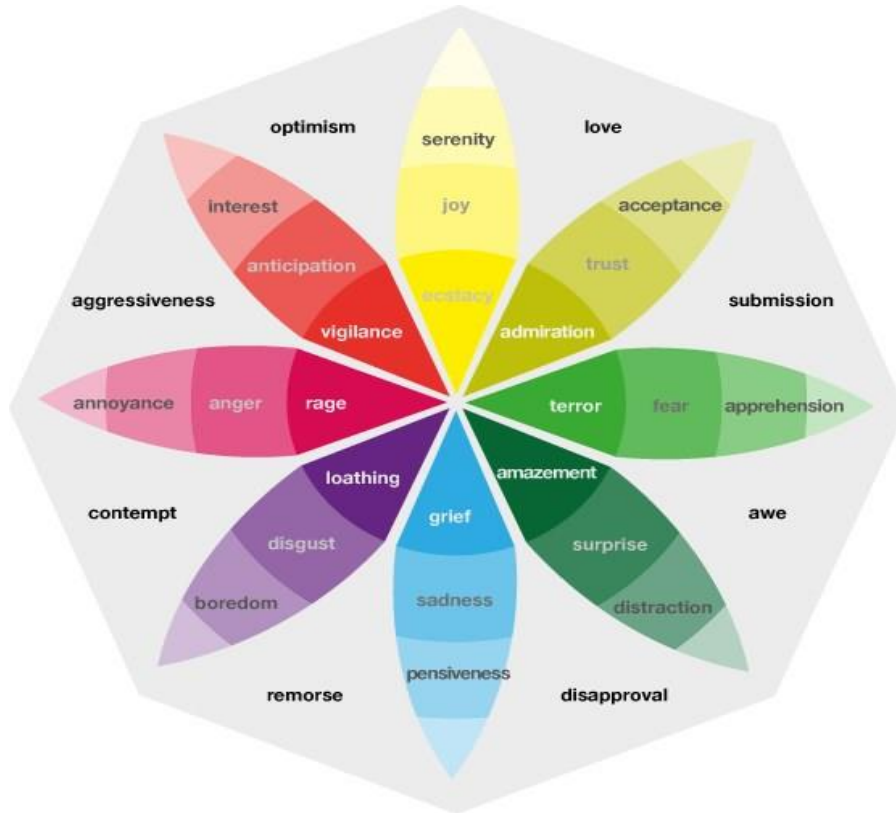 optimism
love
serenity
interest
joy
acceptance
anticipation
trust
aggressiveness
ecstacy
submission
vigilance
admiration
annoyance
anger
rage
terror
fear
apprehension
loathing
amazement
contempt
grief
awe
disgust
surprise
boredom
sadness
distraction
pensiveness
remorse
disapproval